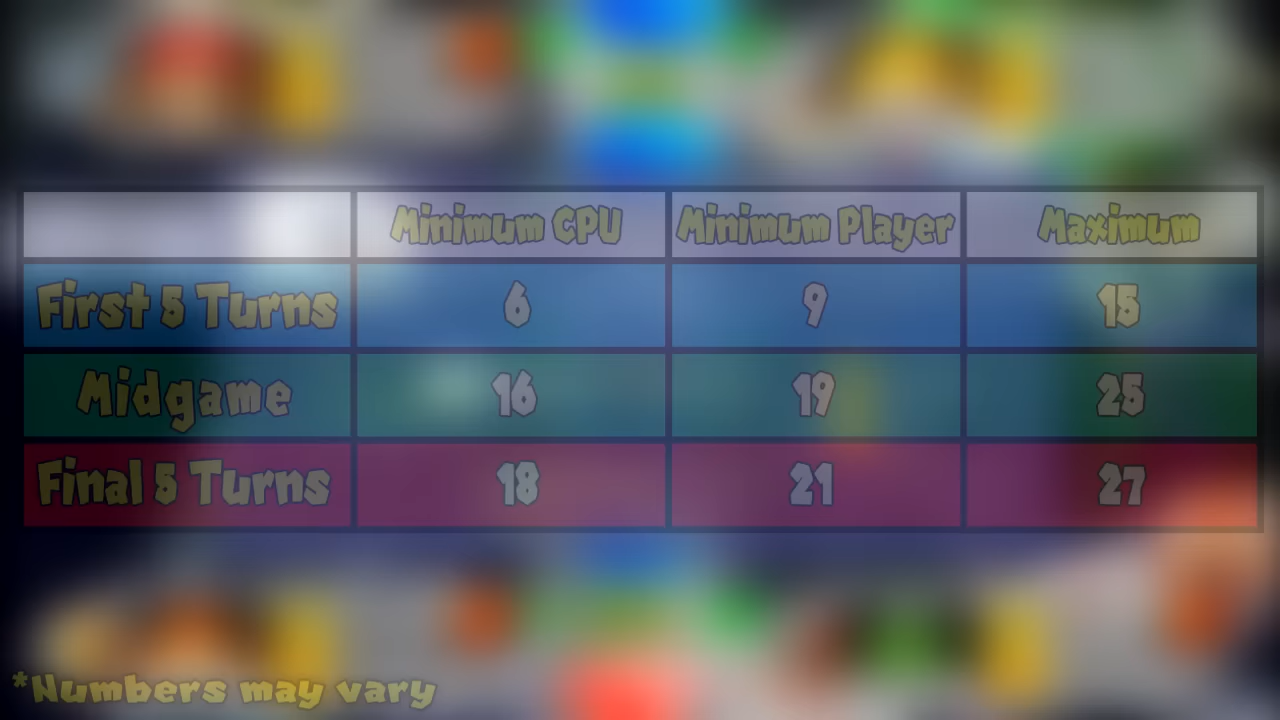 Minimum CPU Minimum Player Maximum
First 5 Turns 6 9 15
Midgame 16 19 25
Final 5 Turns 18 21 27
*Numbers may vary